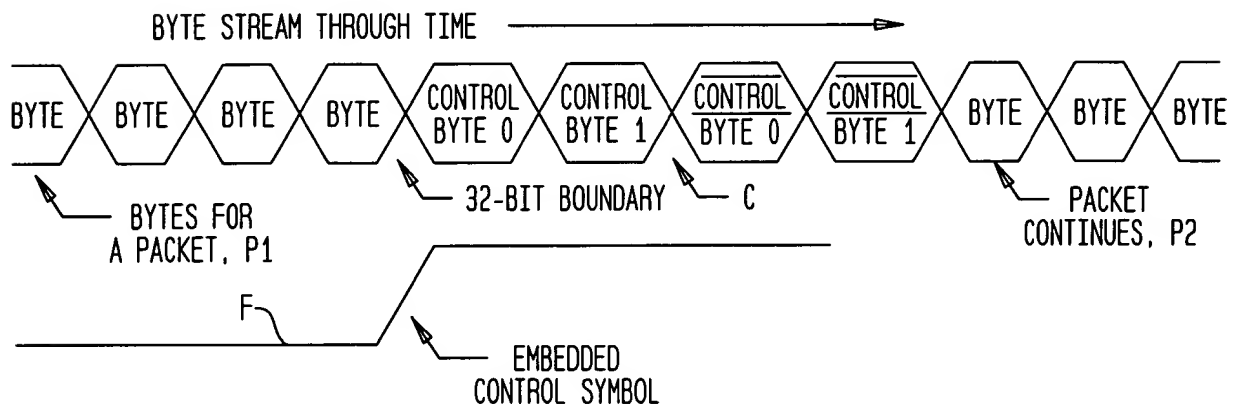 BYTE STREAM THROUGH TIME
BYTE BYTE BYTE BYTE CONTROL BYTE 0 CONTROL BYTE 1 CONTROL BYTE 0 CONTROL BYTE 1 BYTE BYTE BYTE
BYTES FOR
A PACKET, P1
32-BIT BOUNDARY
C
PACKET
CONTINUES, P2
F
EMBEDDED
CONTROL SYMBOL